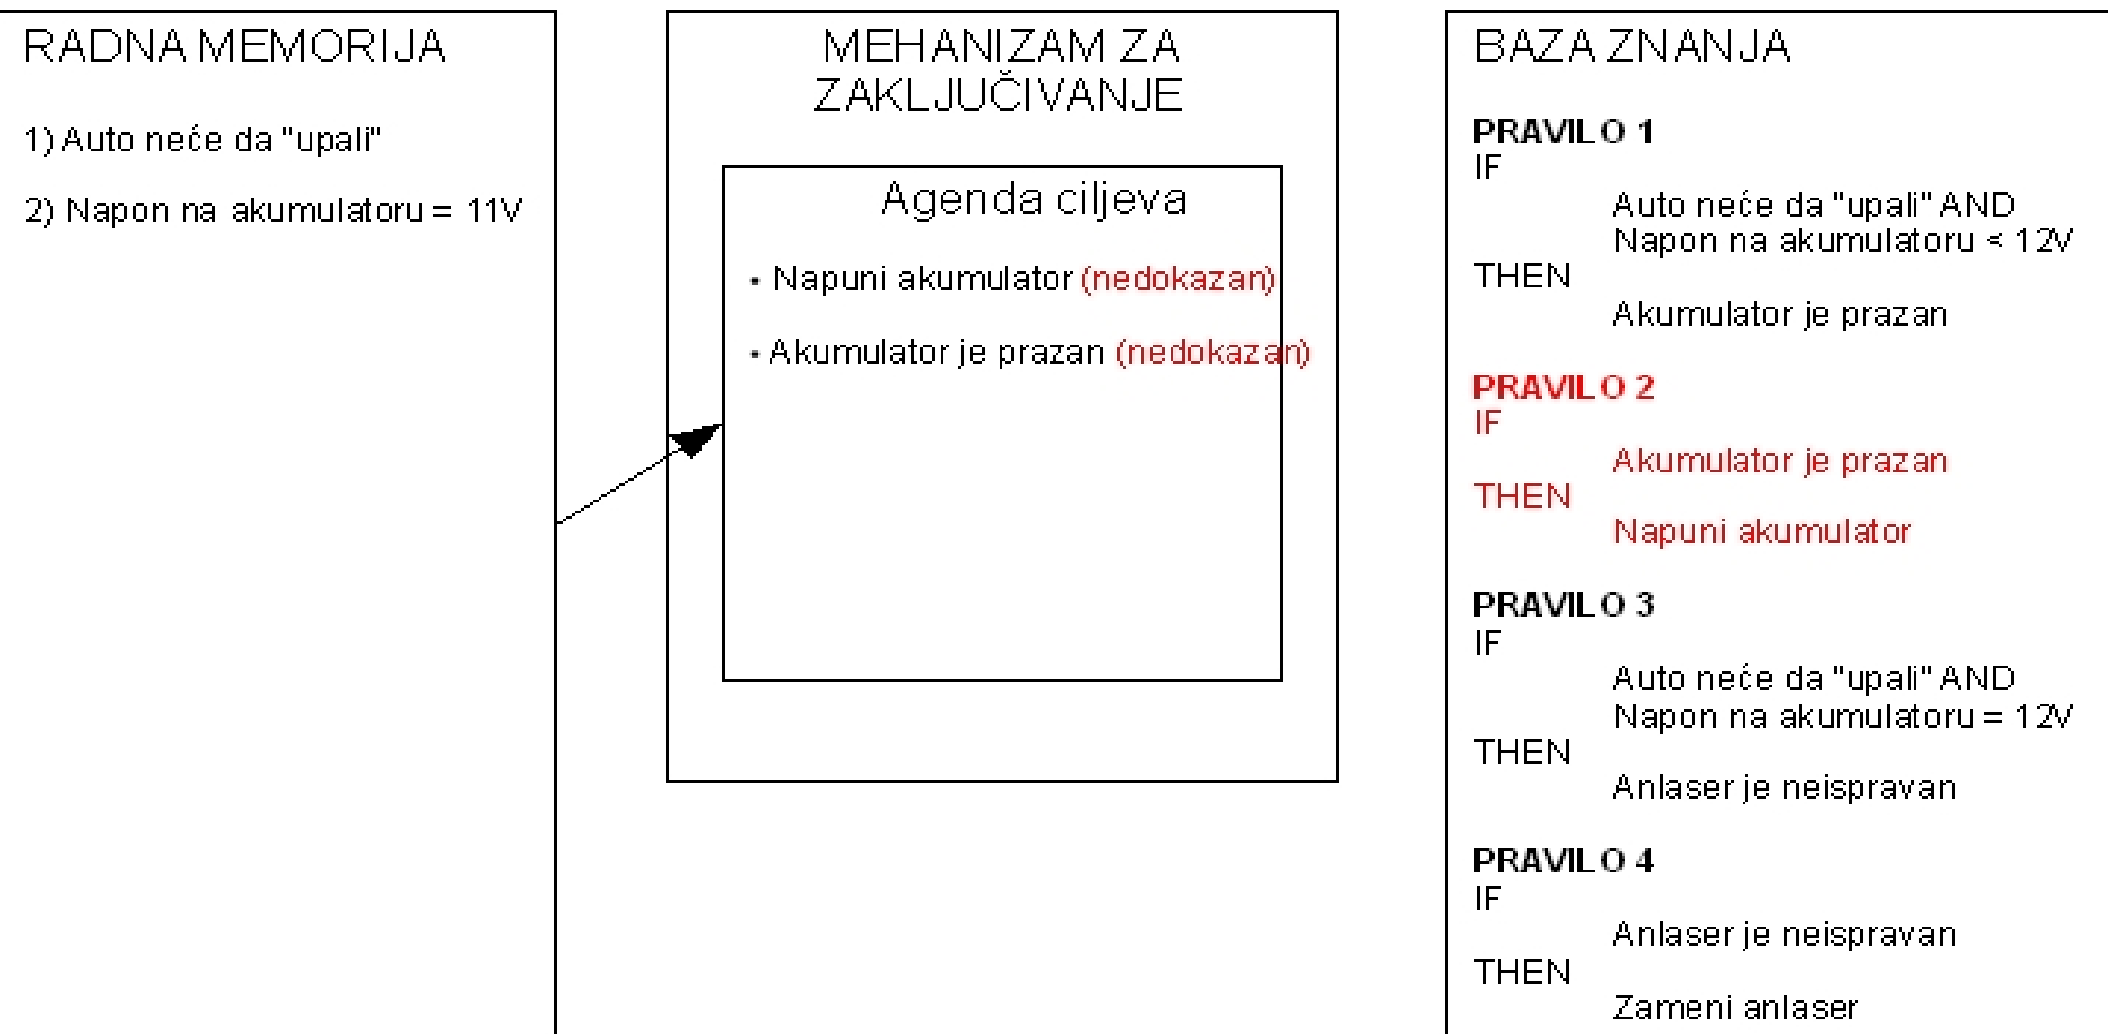 RADNA MEMORIJA
1) Auto neće da "upali"
2) Napon na akumulatoru = 11V
MEHANIZAM ZA
ZAKLJUČIVANJE
Agenda ciljeva
• Napuni akumulator (nedokazan)
• Akumulator je prazan (nedokazan)
BAZA ZNANJA
PRAVILO 1
IF
Auto neće da "upali" AND
Napon na akumulatoru < 12V
THEN
Akumulator je prazan
PRAVILO 2
IF
Akumulator je prazan
THEN
Napuni akumulator
PRAVILO 3
IF
Auto neće da "upali" AND
Napon na akumulatoru = 12V
THEN
Anlaser je neispravan
PRAVILO 4
IF
Anlaser je neispravan
THEN
Zameni anlaser